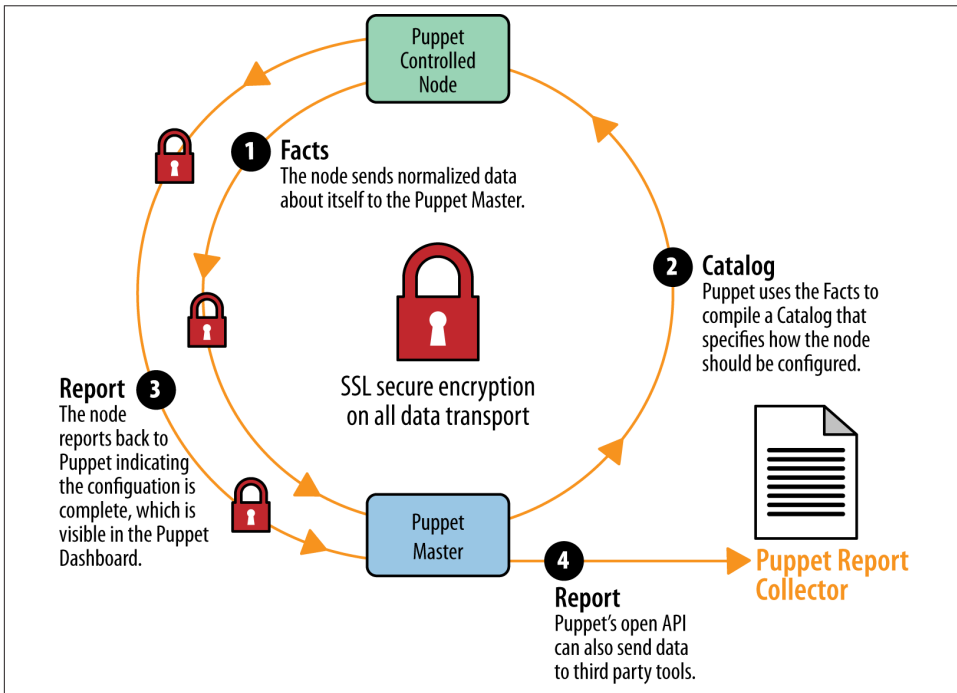 Puppet
Controlled
Node
1 Facts
The node sends normalized data
about itself to the Puppet Master.
2 Catalog
Puppet uses the Facts to
compile a Catalog that
specifies how the node
should be configured.
SSL secure encryption
on all data transport
Report 3
The node
reports back to
Puppet indicating
the configuation is
complete, which is
visible in the Puppet
Dashboard.
Puppet
Master
4
Report
Puppet's open API
can also send data
to third party tools.
Puppet Report
Collector